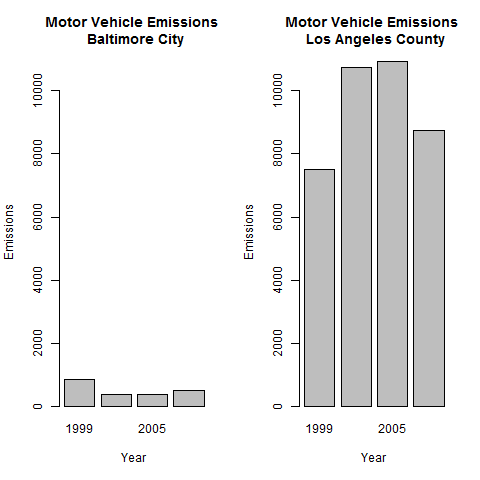 Motor Vehicle Emissions
Baltimore City
Emissions
10000
8000
6000
4000
2000
0
1999 2005
Year
Motor Vehicle Emissions
Los Angeles County
Emissions
10000
8000
6000
4000
2000
0
1999 2005
Year